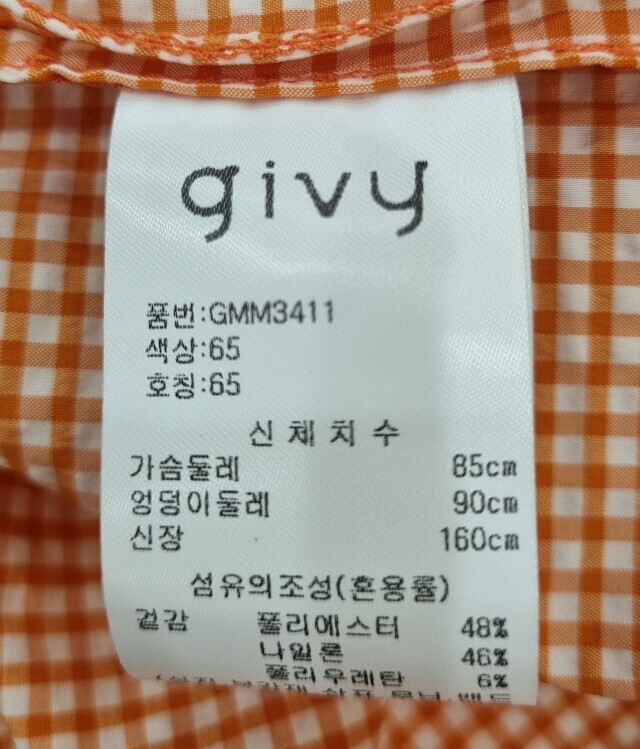 givy
품번:GMM3411
색상:65
호칭:65
신체치수
가슴둘레 85cm
엉덩이둘레 90cm
신장 160cm
섬유의조성(혼용률)
겉감 폴리에스터 48%
나일론 46%
폴리우레탄 6%